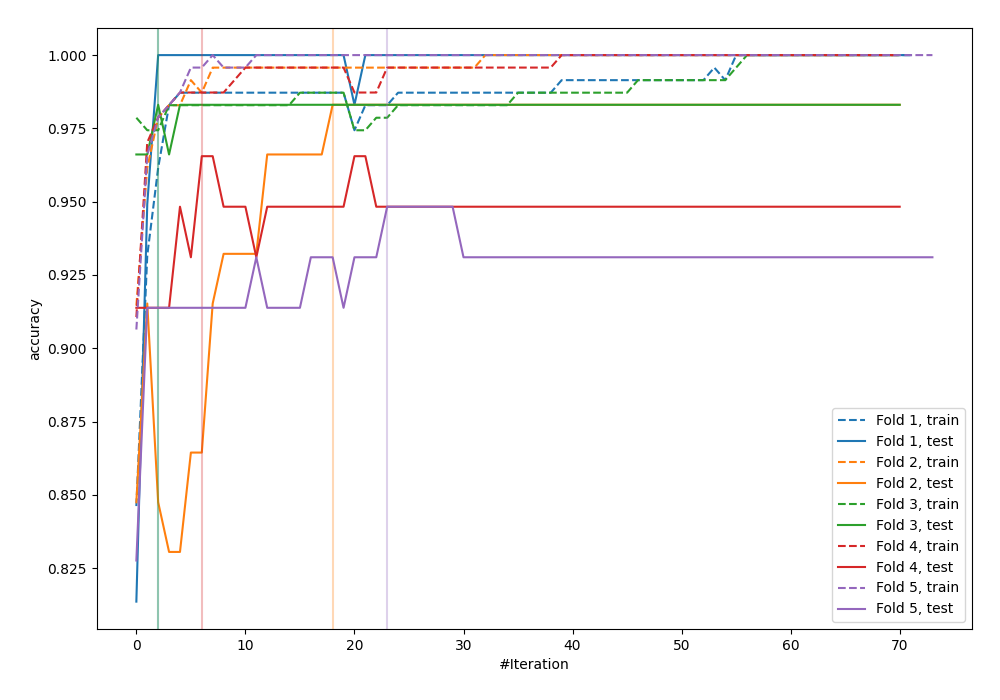 1.000
0.975
0.950
0.925
0.900
0.875
0.850
0.825
accuracy
0 10 20 30 40 50 60 70
#Iteration
Fold 1, train
Fold 1, test
Fold 2, train
Fold 2, test
Fold 3, train
Fold 3, test
Fold 4, train
Fold 4, test
Fold 5, train
Fold 5, test